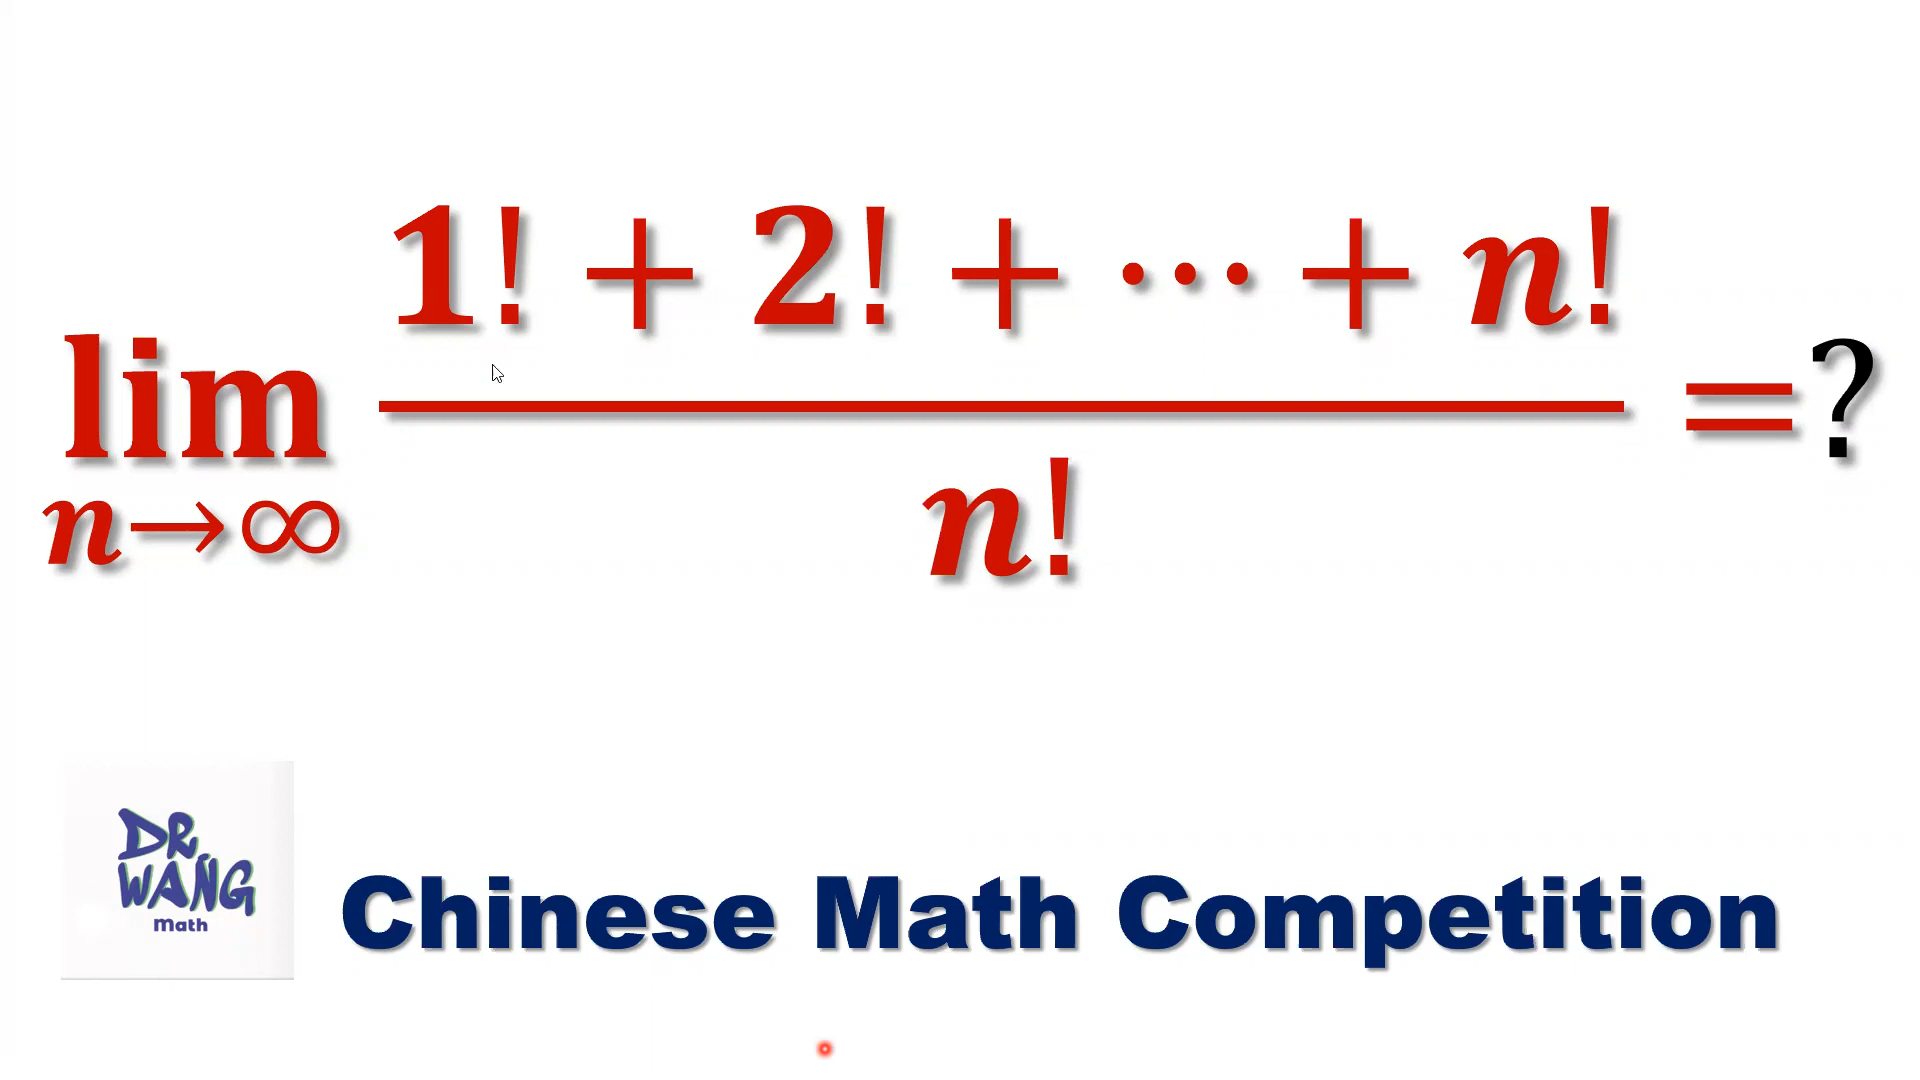 lim n→∞ (1! + 2! + ⋯ + n!) / n! =?
DR
WANG
Math
Chinese Math Competition